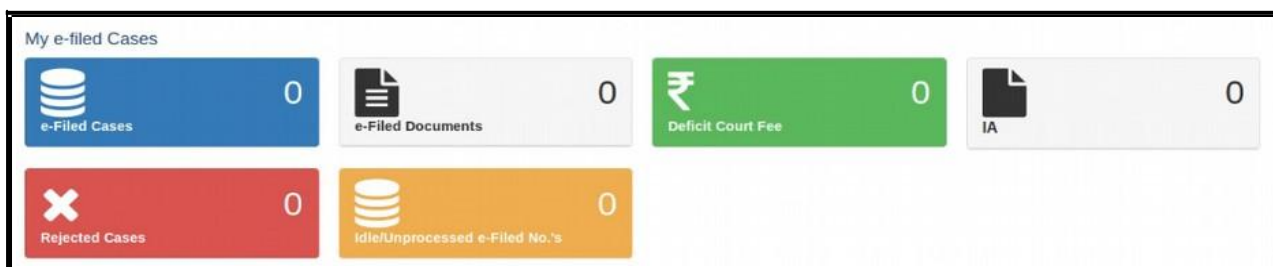 My e-filed Cases
0
e-Filed Cases
0
e-Filed Documents
₹ 0
Deficit Court Fee
0
IA
0
Rejected Cases
0
Idle/Unprocessed e-Filed No.'s